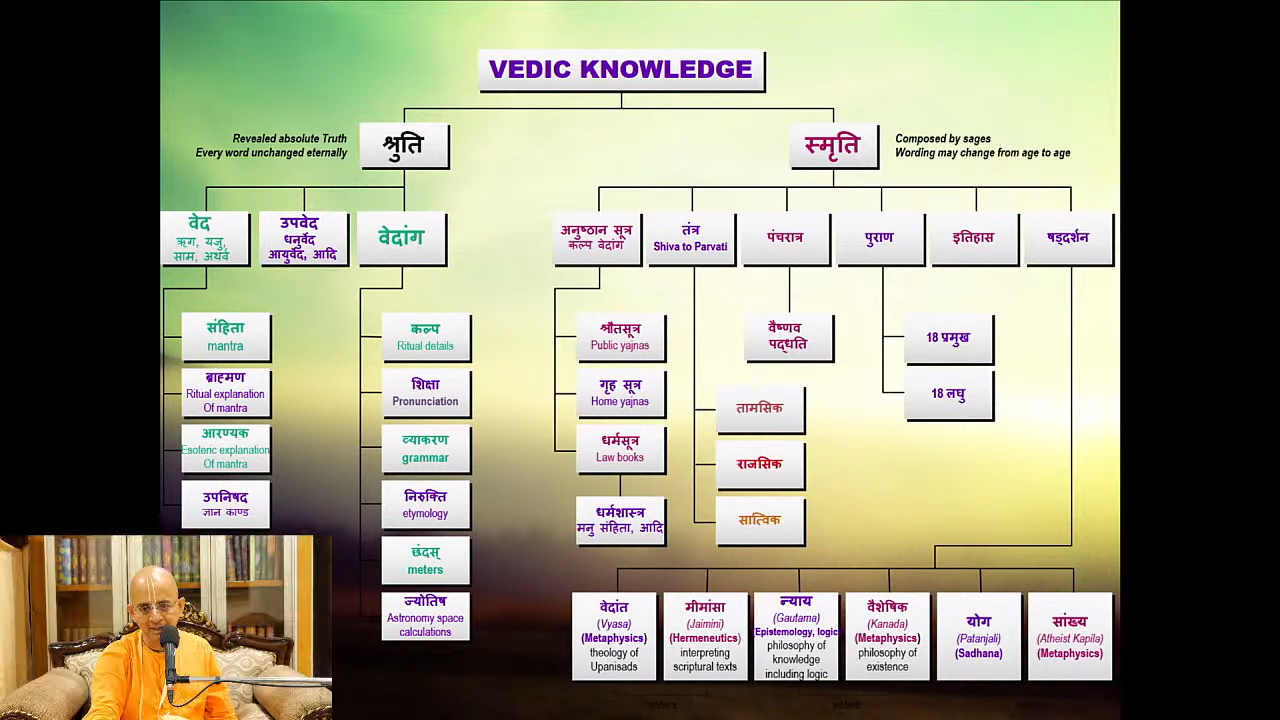 VEDIC KNOWLEDGE
Revealed absolute Truth
Every word unchanged eternally
श्रुति
स्मृति
Composed by sages
Wording may change from age to age
वेद
ऋग, यजु,
साम, अथर्व
उपवेद
धनुर्वेद
आयुर्वेद, आदि
वेदांग
अनुष्ठान सूत्र
कल्प वेदांग
तंत्र
Shiva to Parvati
पंचरात्र
पुराण
इतिहास
षड्दर्शन
संहिता
mantra
ब्राह्मण
Ritual explanation
Of mantra
आरण्यक
Esoteric explanation
Of mantra
उपनिषद
ज्ञान काण्ड
कल्प
Ritual details
शिक्षा
Pronunciation
व्याकरण
grammar
निरुक्ति
etymology
छंदस्
meters
ज्योतिष
Astronomy space
calculations
श्रौतसूत्र
Public yajnas
गृह सूत्र
Home yajnas
धर्मसूत्र
Law books
धर्मशास्त्र
मनु संहिता, आदि
वैष्णव
पद्धति
तामसिक
राजसिक
सात्विक
18 प्रमुख
18 लघु
वेदांत
(Vyasa)
(Metaphysics)
theology of
Upanisads
मीमांसा
(Jaimini)
(Hermeneutics)
interpreting
scriptural texts
न्याय
(Gautama)
(Epistemology, logic)
philosophy of
knowledge
including logic
वैशेषिक
(Kanada)
(Metaphysics)
philosophy of
existence
योग
(Patanjali)
(Sadhana)
सांख्य
(Atheist Kapila)
(Metaphysics)
sisters